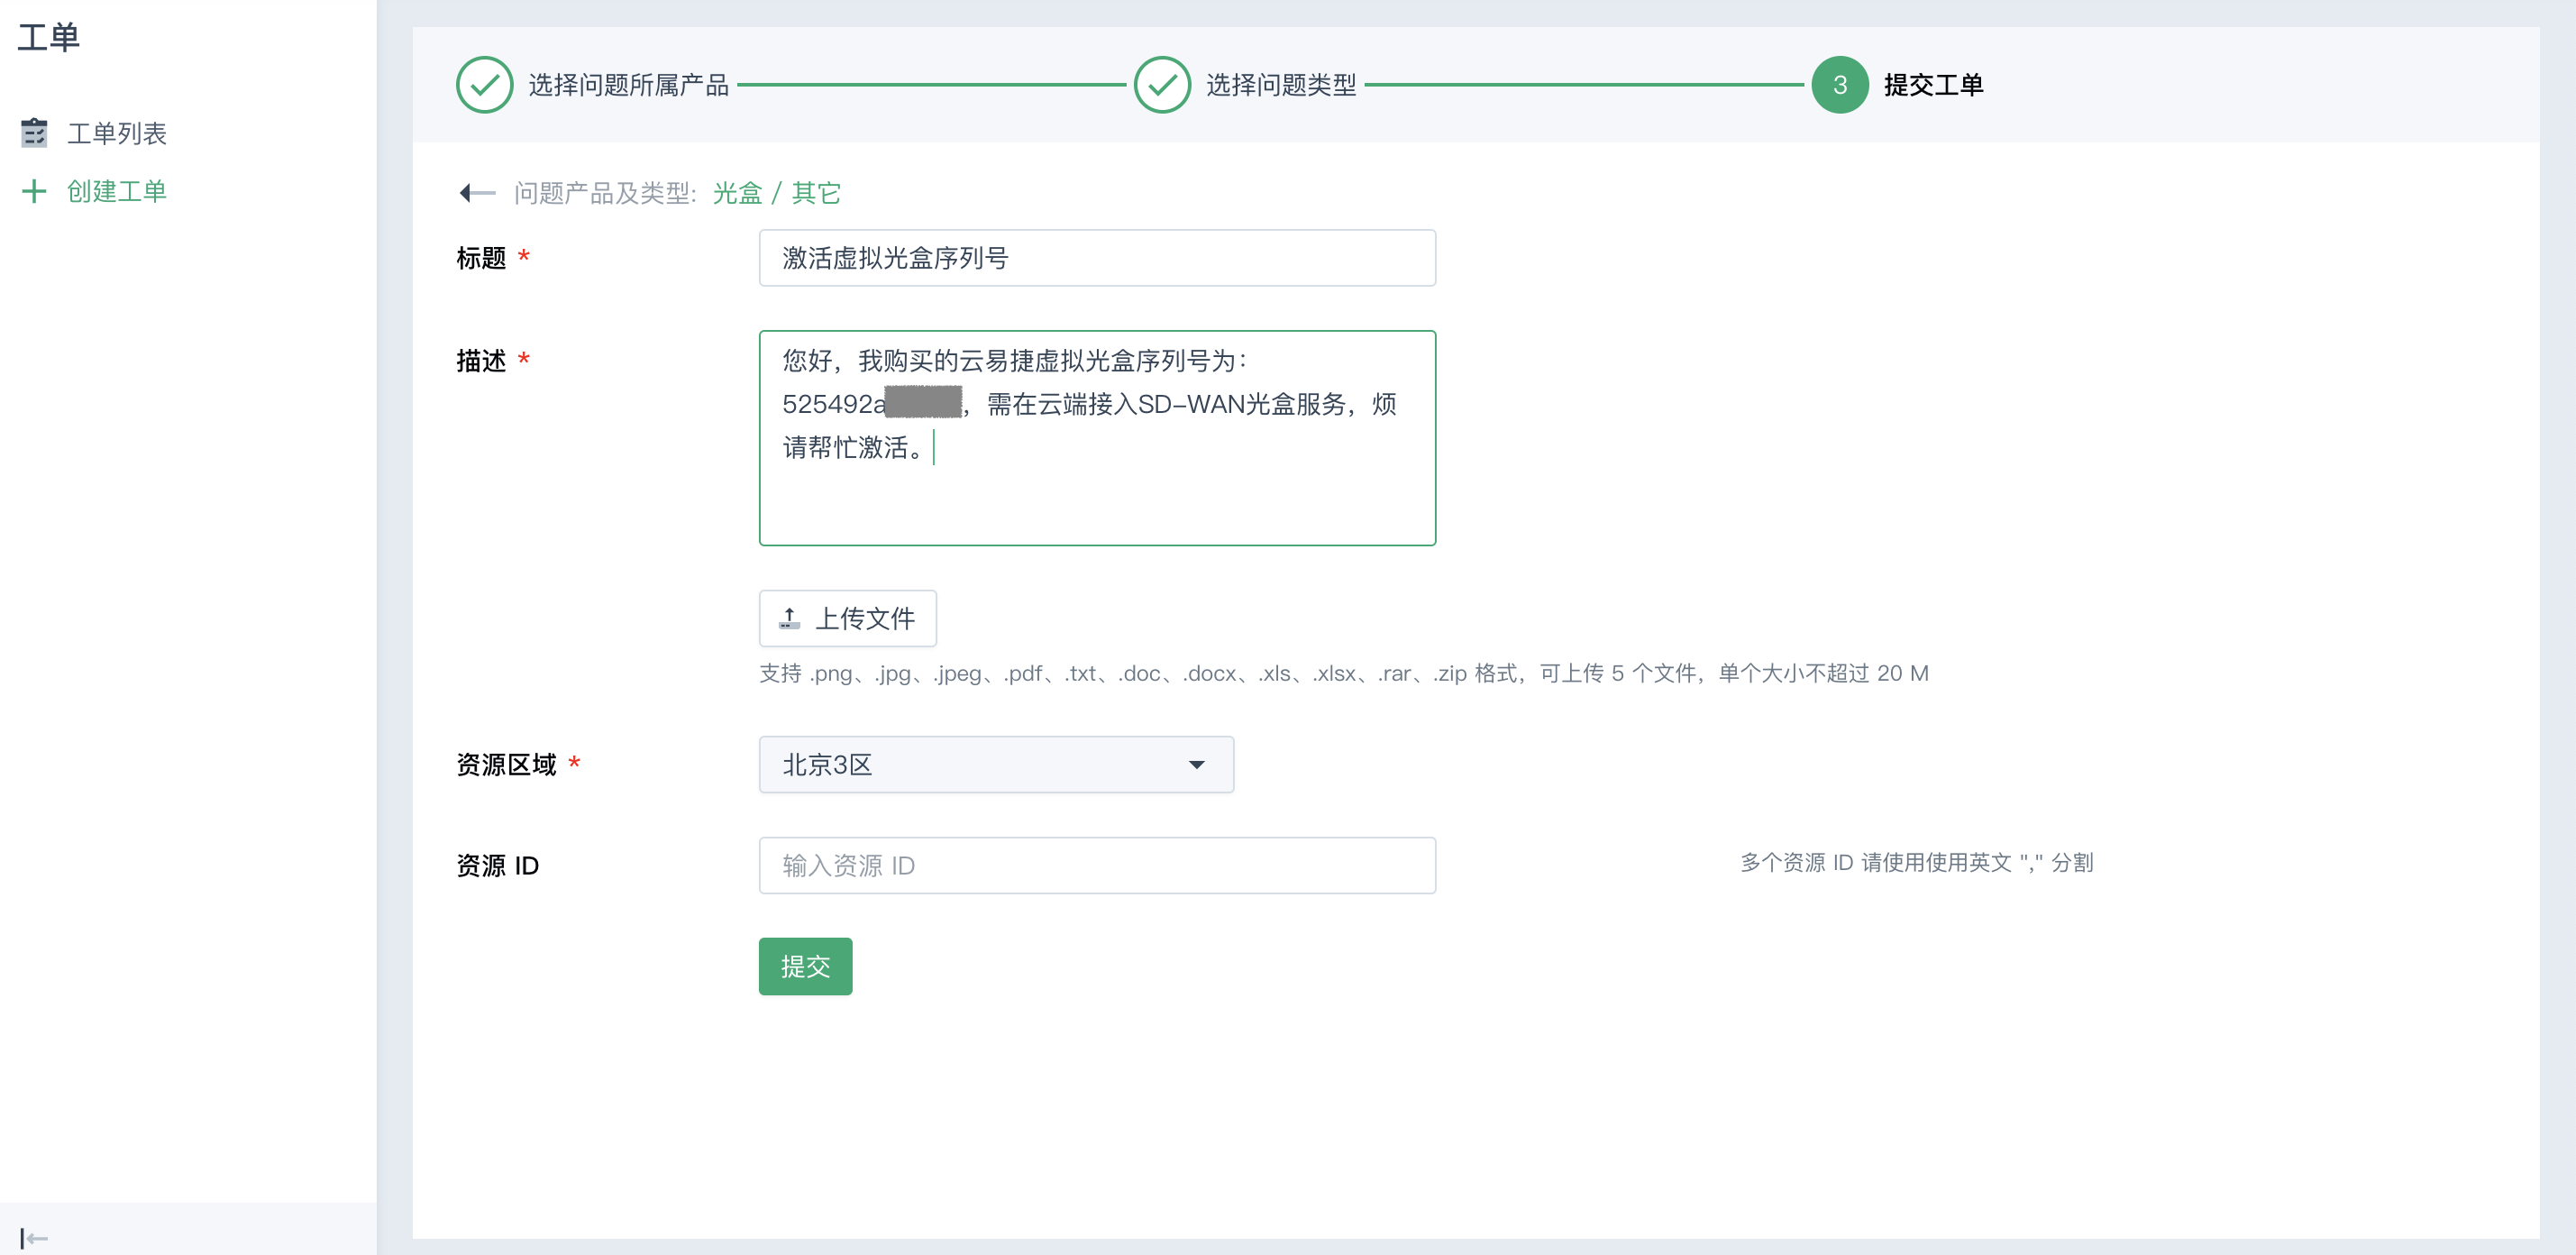 工单
工单列表
创建工单
选择问题所属产品
选择问题类型
3 提交工单
问题产品及类型: 光盒 / 其它
标题 *
激活虚拟光盒序列号
描述 *
您好，我购买的云易捷虚拟光盒序列号为：
525492a，需在云端接入SD-WAN光盒服务，烦
请帮忙激活。
上传文件
支持 .png、.jpg、.jpeg、.pdf、.txt、.doc、.docx、.xls、.xlsx、.rar、.zip 格式，可上传 5 个文件，单个大小不超过 20 M
资源区域 *
北京3区
资源 ID
输入资源 ID
多个资源 ID 请使用使用英文 "," 分割
提交